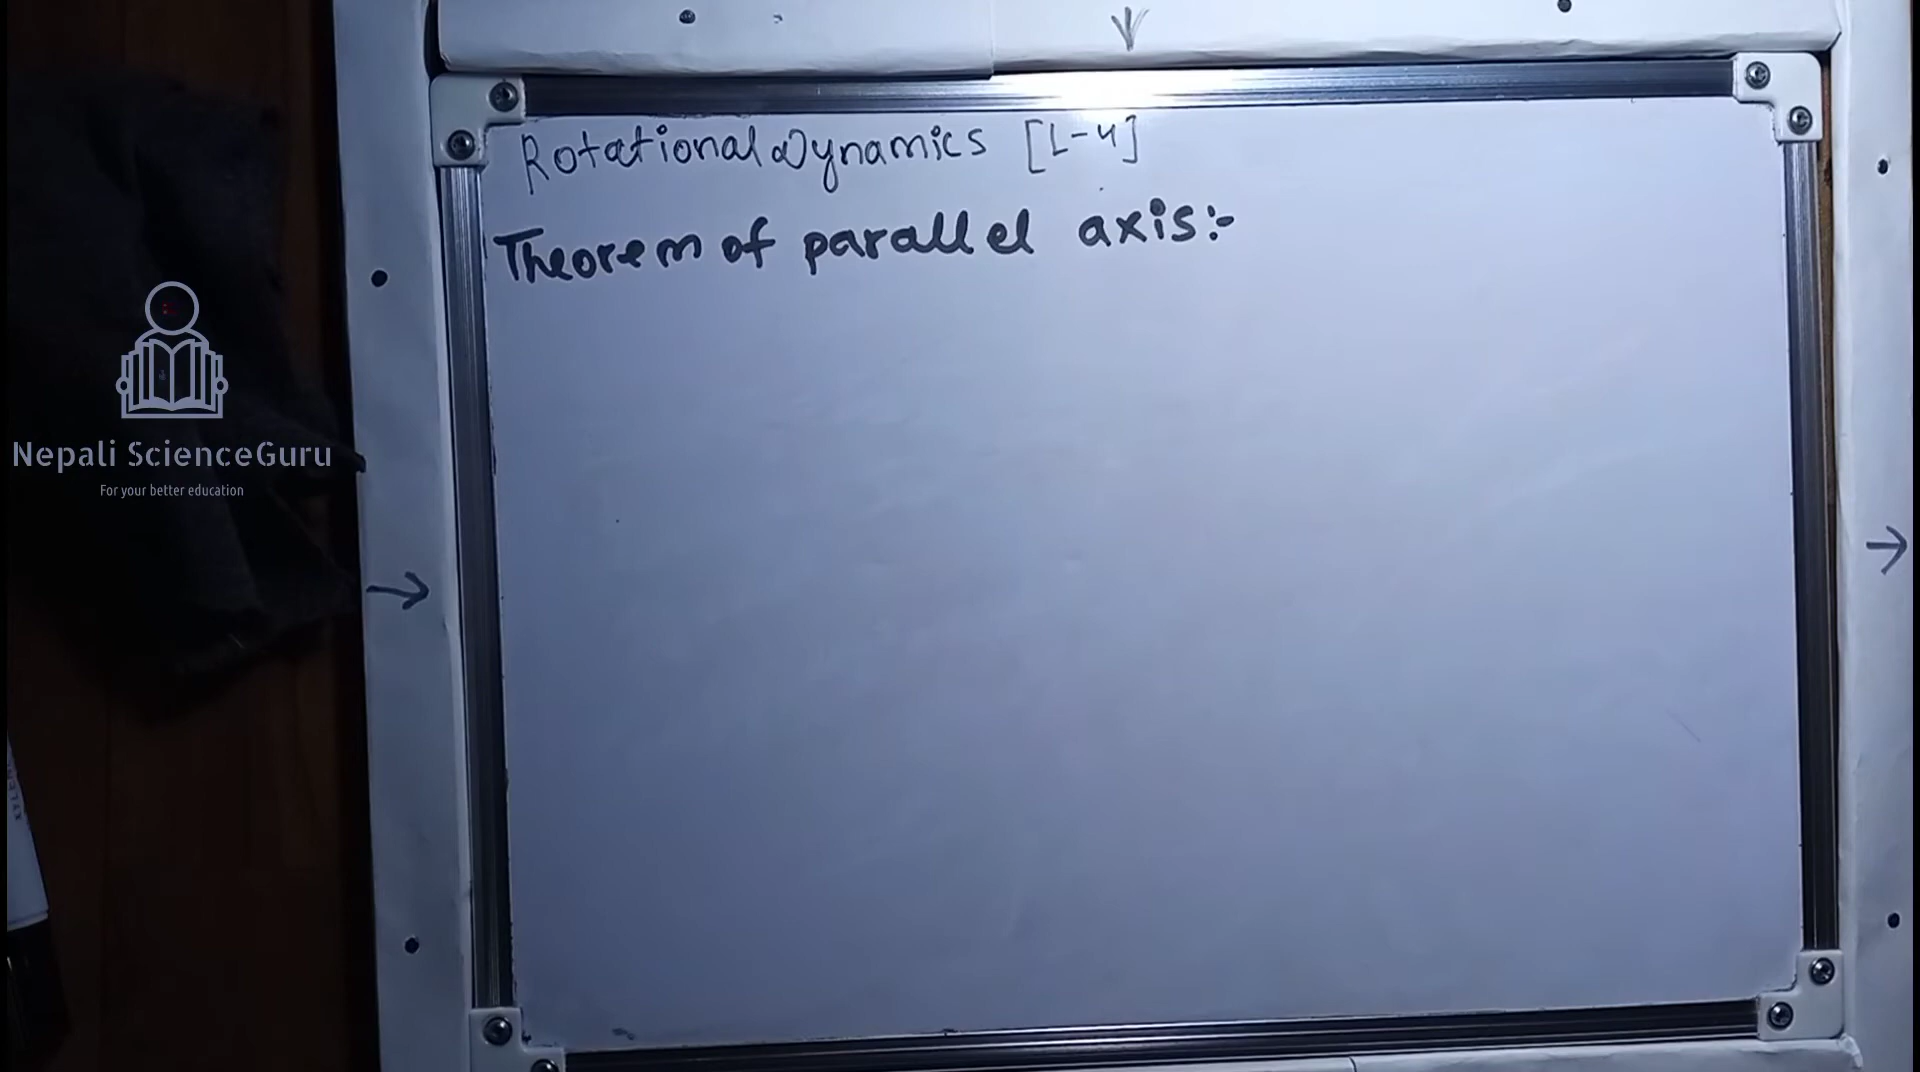 Rotational Dynamics [L-4]
Theorem of parallel axis:-
Nepali ScienceGuru
For your better education